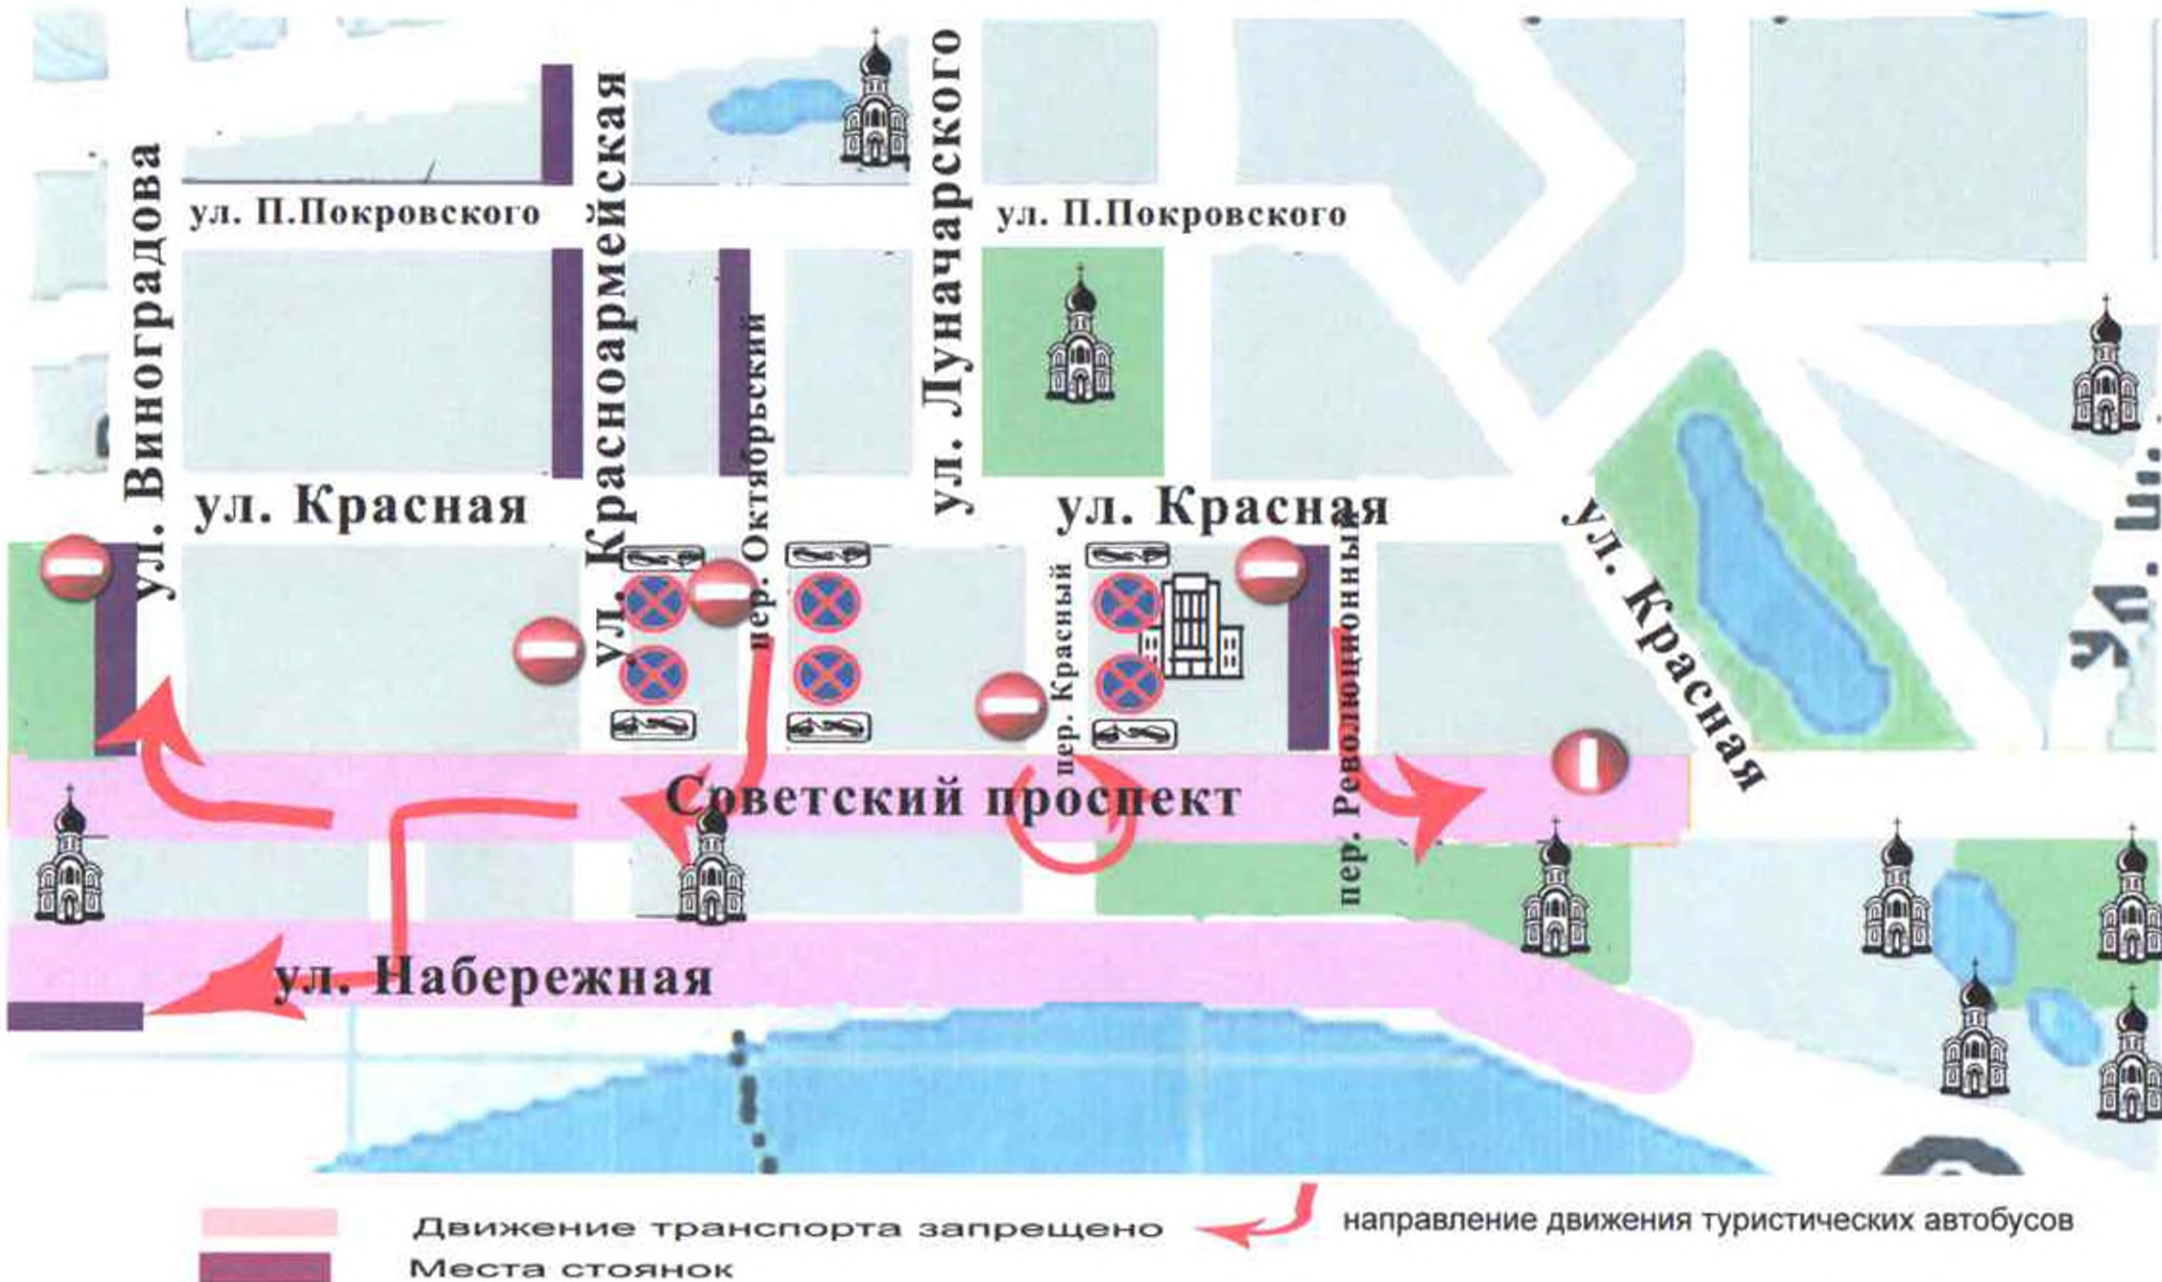 ул. Виноградова
ул. П.Покровского
ул. Красноармейская
ул. Луначарского
ул. П.Покровского
пер. Октябрьский
ул. Красная
ул. Красная
ул. Красная
пер. Красный
пер. Революционный
Советский проспект
ул. Набережная
Движение транспорта запрещено
Места стоянок
направление движения туристических автобусов